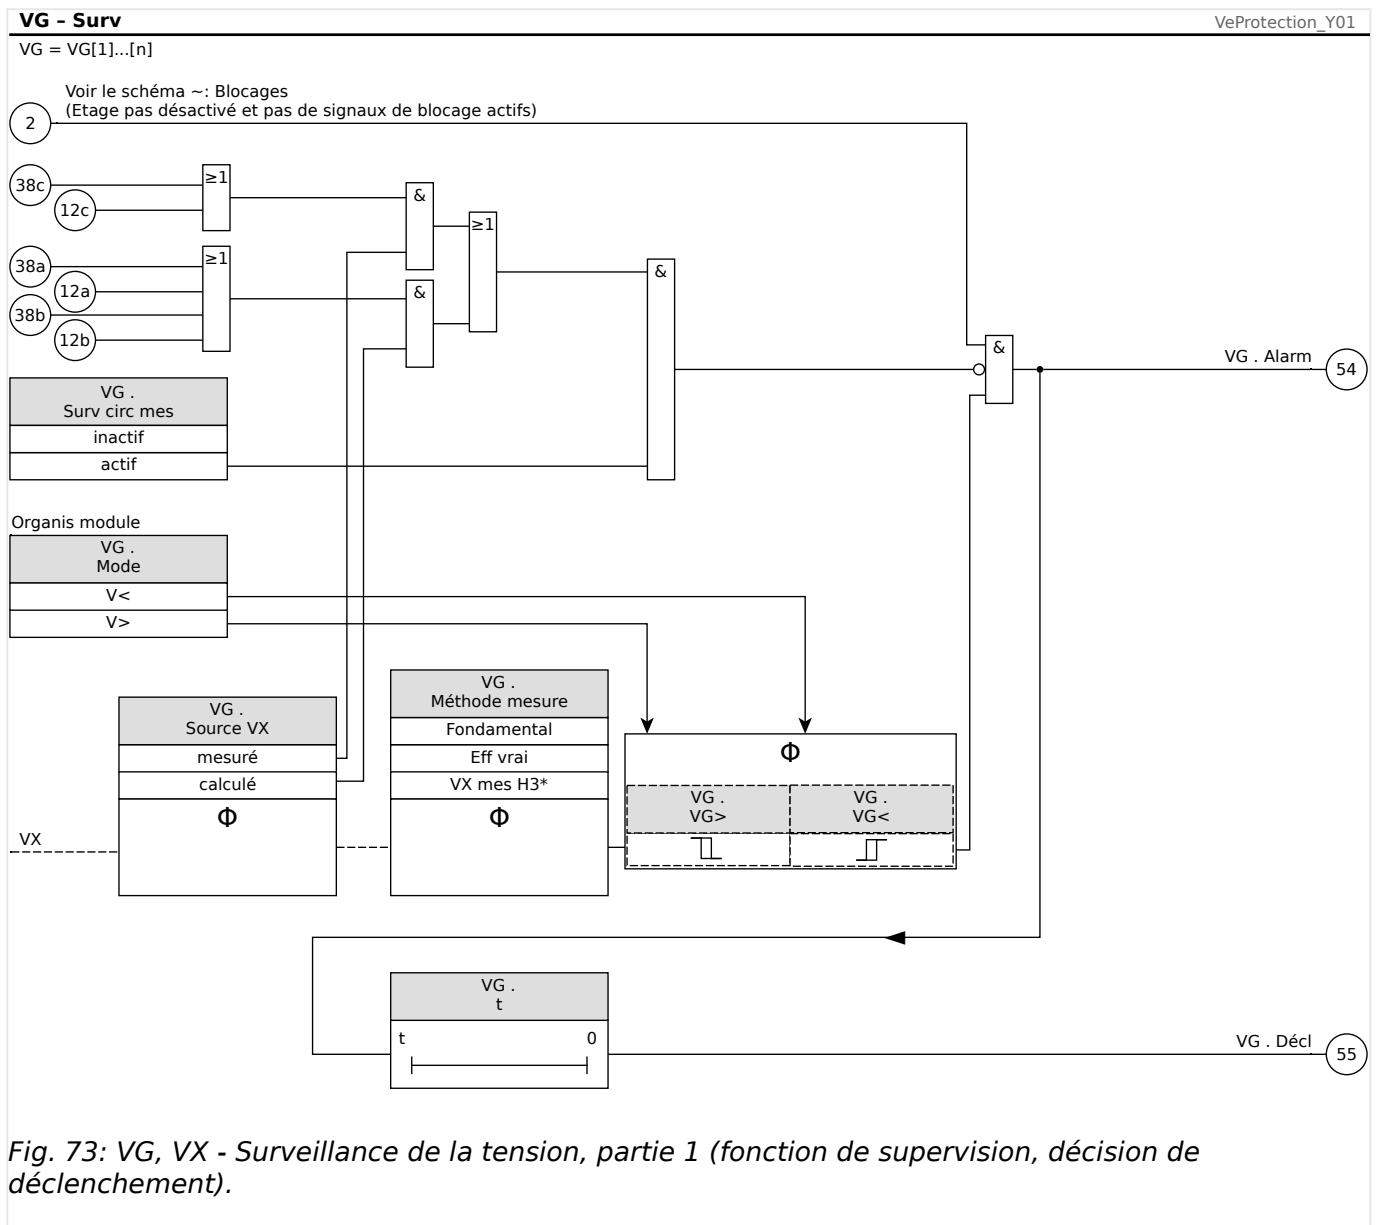 VG – Surv
VeProtection_Y01
VG = VG[1]...[n]
Voir le schéma ~: Blocages
(Etage pas désactivé et pas de signaux de blocage actifs)
2
38c
12c
≥1
&
≥1
38a
12a
38b
12b
≥1
&
&
&
VG . Alarm
54
VG .
Surv circ mes
inactif
actif
Organis module
VG .
Mode
V<
V>
VG .
Source VX
mesuré
calculé
Φ
VX
VG .
Méthode mesure
Fondamental
Eff vrai
VX mes H3*
Φ
Φ
VG .
VG>
VG .
VG<
VG .
t
t
0
VG . Décl
55
Fig. 73: VG, VX - Surveillance de la tension, partie 1 (fonction de supervision, décision de
déclenchement).